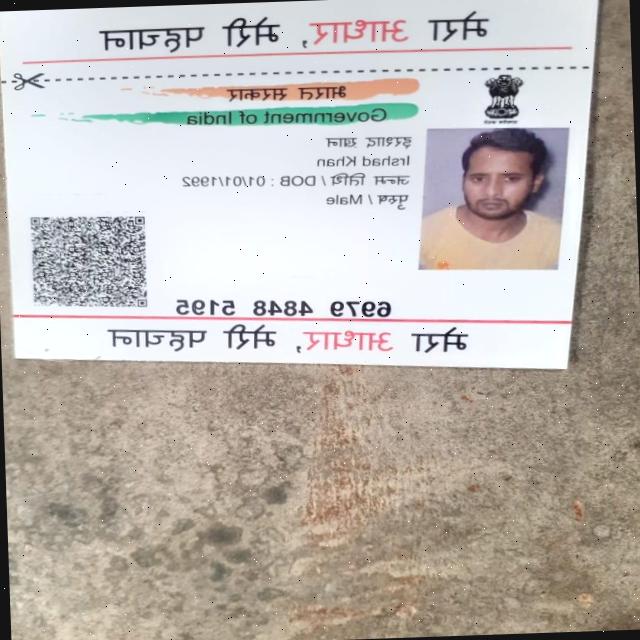 मेरा आधार, मेरी पहचान
भारत सरकार
Government of India
इरशाद खान
Irshad Khan
जन्म तिथि / DOB : 01/01/1992
पुरुष / Male
6979 4848 5195
मेरा आधार, मेरी पहचान